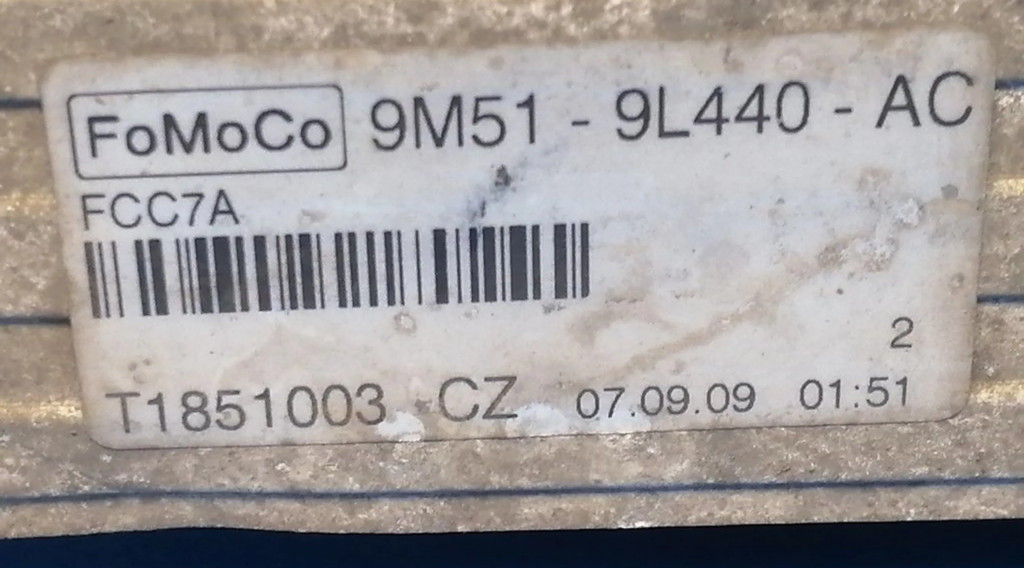 FoMoCo 9M51 - 9L440 - AC
FCC7A
2
T1851003 CZ 07.09.09 01:51